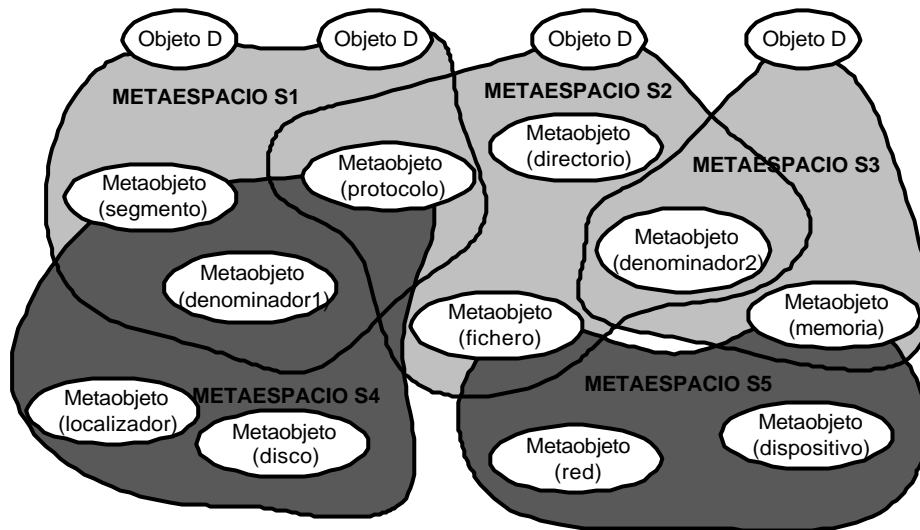 Objeto D
Objeto D
Objeto D
Objeto D
METAESPACIO S1
METAESPACIO S2
Metaobjeto
(directorio)
METAESPACIO S3
Metaobjeto
(segmento)
Metaobjeto
(protocolo)
Metaobjeto
(denominador2)
Metaobjeto
(denominador1)
Metaobjeto
(fichero)
Metaobjeto
(memoria)
METAESPACIO S4
METAESPACIO S5
Metaobjeto
(localizador)
Metaobjeto
(disco)
Metaobjeto
(red)
Metaobjeto
(dispositivo)